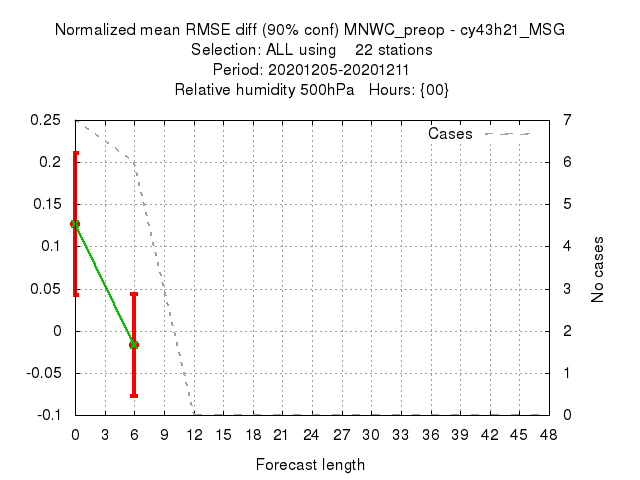 Normalized mean RMSE diff (90% conf) MNWC_preop - cy43h21_MSG
Selection: ALL using    22 stations
Period: 20201205-20201211
Relative humidity 500hPa   Hours: {00}
0.25
0.2
0.15
0.1
0.05
0
-0.05
-0.1
Cases
7
6
5
4
3
2
1
0
No cases
0 3 6 9 12 15 18 21 24 27 30 33 36 39 42 45 48
Forecast length